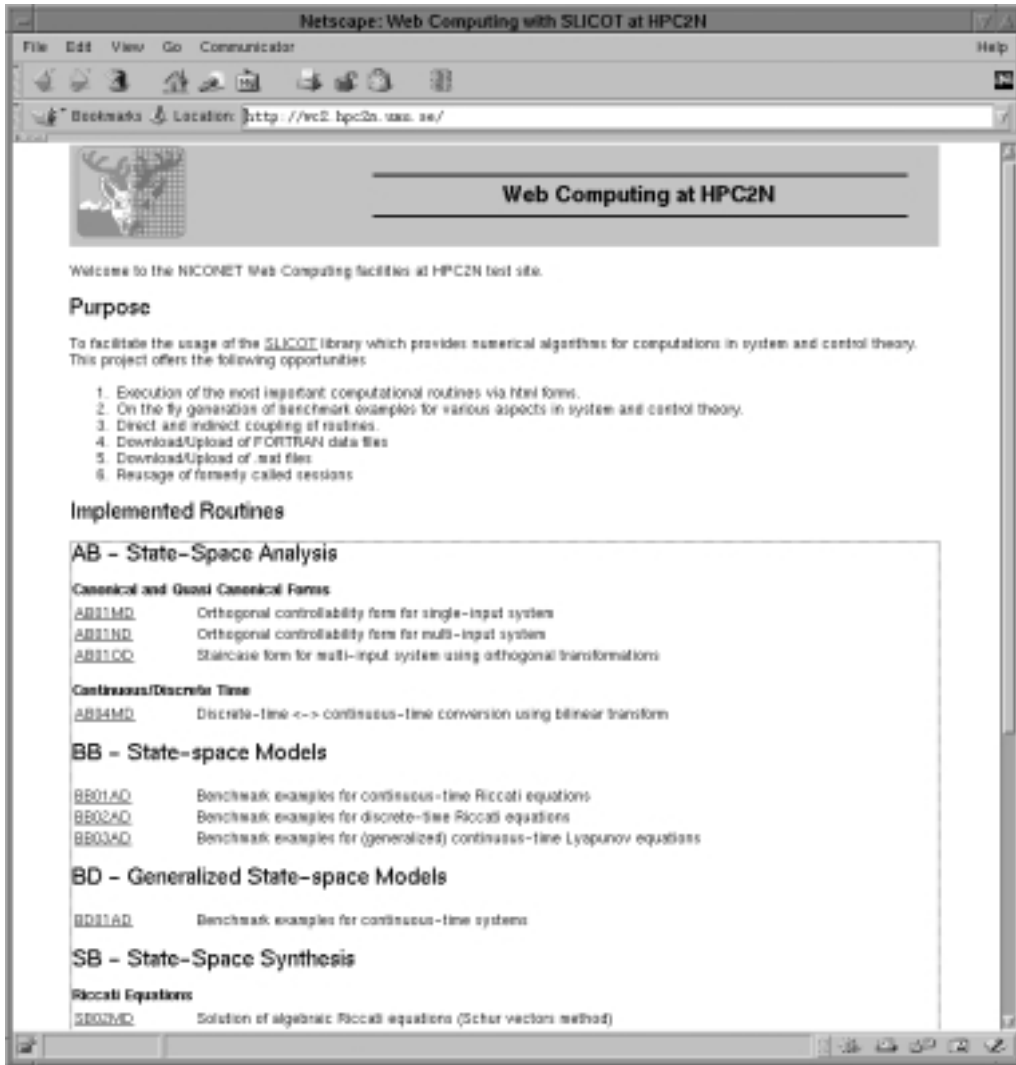 Netscape: Web Computing with SLICOT at HPC2N
File Edit View Go Communicator Help
Bookmarks Location: http://wc2.hpc2n.umu.se/
Web Computing at HPC2N
Welcome to the NICONET Web Computing facilities at HPC2N test site.
Purpose
To facilitate the usage of the SLICOT library which provides numerical algorithms for computations in system and control theory.
This project offers the following opportunities
1. Execution of the most important computational routines via html forms.
2. On the fly generation of benchmark examples for various aspects in system and control theory.
3. Direct and indirect coupling of routines.
4. Download/Upload of FORTRAN data files
5. Download/Upload of .mat files
6. Reusage of formerly called sessions
Implemented Routines
AB - State-Space Analysis
Canonical and Quasi Canonical Forms
AB01MD Orthogonal controllability form for single-input system
AB01ND Orthogonal controllability form for multi-input system
AB01OD Staircase form for multi-input system using orthogonal transformations
Continuous/Discrete Time
AB04MD Discrete-time <-> continuous-time conversion using bilinear transform
BB - State-space Models
BB01AD Benchmark examples for continuous-time Riccati equations
BB02AD Benchmark examples for discrete-time Riccati equations
BB03AD Benchmark examples for (generalized) continuous-time Lyapunov equations
BD - Generalized State-space Models
BD01AD Benchmark examples for continuous-time systems
SB - State-Space Synthesis
Riccati Equations
SB02MD Solution of algebraic Riccati equations (Schur vectors method)